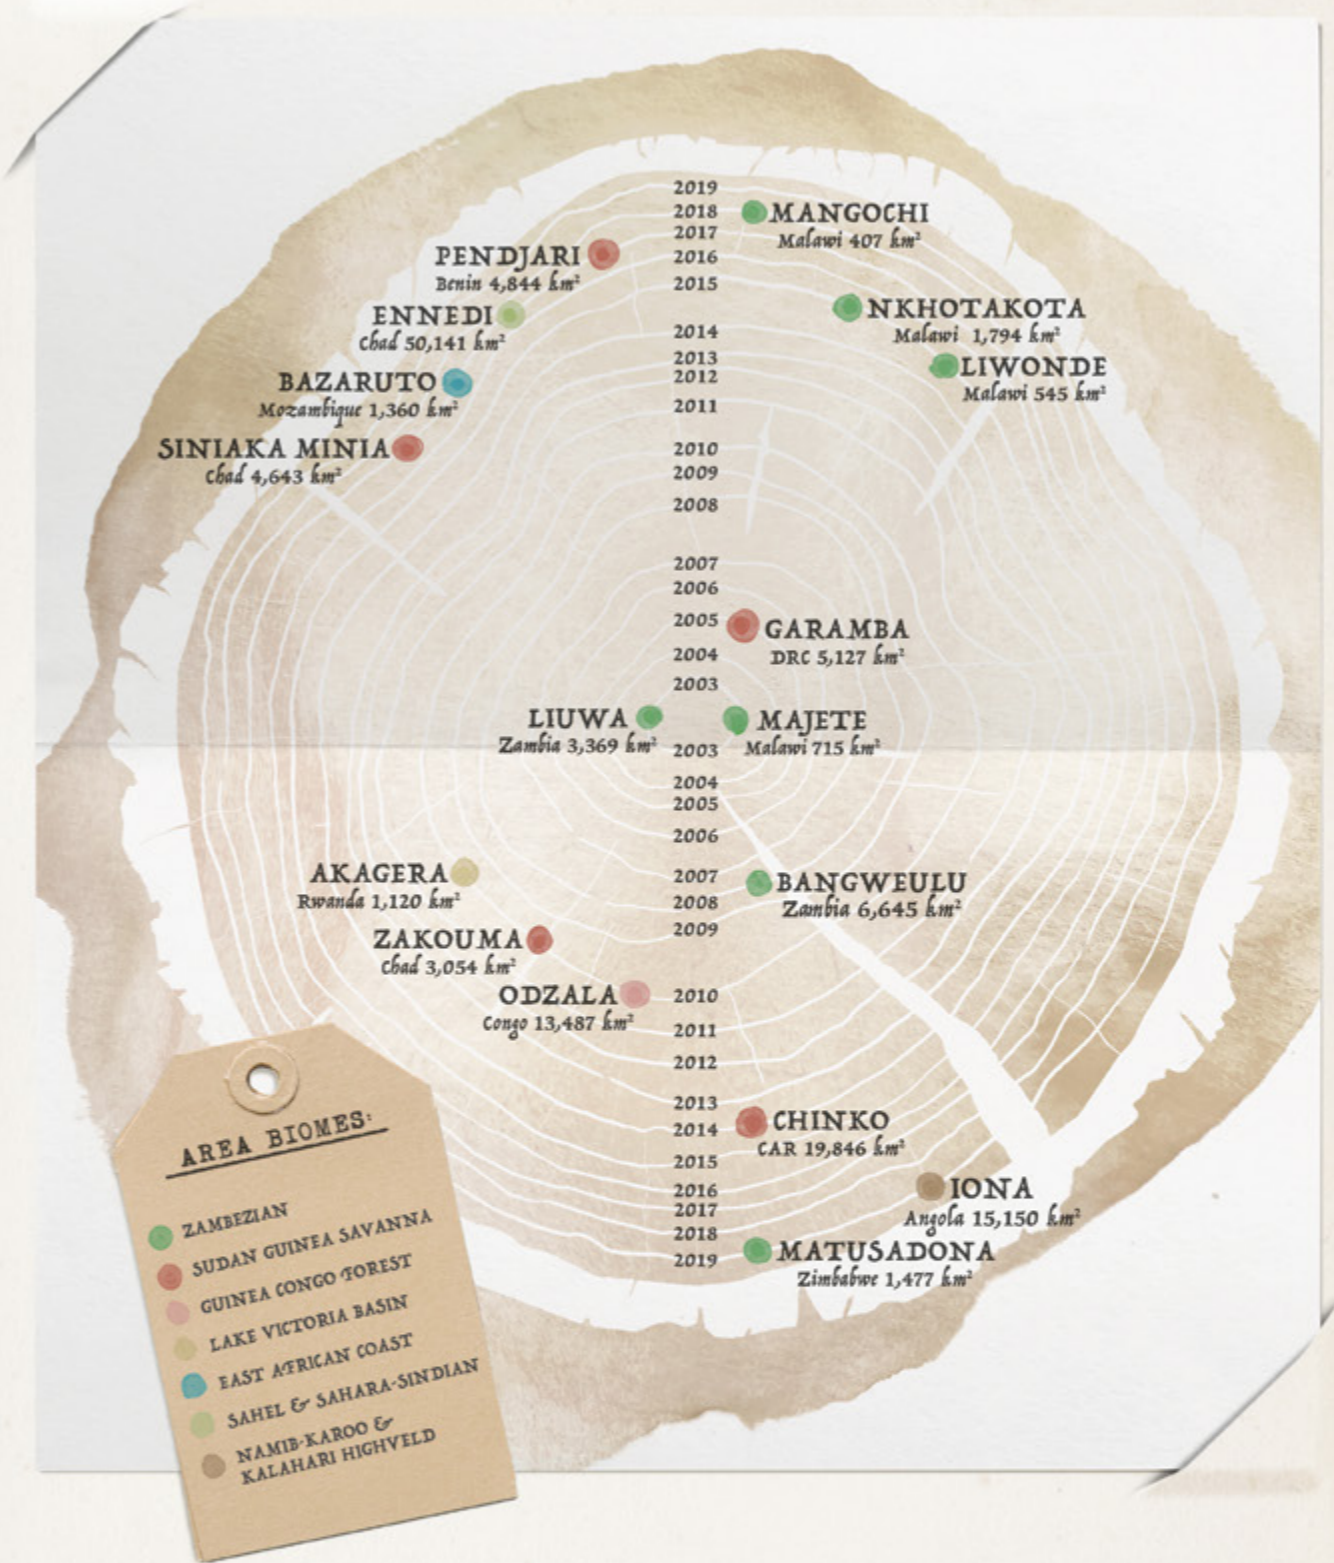 2019
2018
2017
2016
2015
2014
2013
2012
2011
2010
2009
2008
2007
2006
2005
2004
2003
2003
2004
2005
2006
2007
2008
2009
2010
2011
2012
2013
2014
2015
2016
2017
2018
2019
MANGOCHI
Malawi 407 km²
PENDJARI
Benin 4,844 km²
ENNEDI
Chad 50,141 km²
NKHOTAKOTA
Malawi 1,794 km²
LIWONDE
Malawi 545 km²
BAZARUTO
Mozambique 1,360 km²
SINIAKA MINIA
Chad 4,643 km²
GARAMBA
DRC 5,127 km²
LIUWA
Zambia 3,369 km²
MAJETE
Malawi 715 km²
AKAGERA
Rwanda 1,120 km²
BANGWEULU
Zambia 6,645 km²
ZAKOUMA
Chad 3,054 km²
ODZALA
Congo 13,487 km²
CHINKO
CAR 19,846 km²
IONA
Angola 15,150 km²
MATUSADONA
Zimbabwe 1,477 km²
AREA BIOMES:
ZAMBEZIAN
SUDAN GUINEA SAVANNA
GUINEA CONGO FOREST
LAKE VICTORIA BASIN
EAST AFRICAN COAST
SAHEL & SAHARA-SINDIAN
NAMIB-KAROO &
KALAHARI HIGHVELD